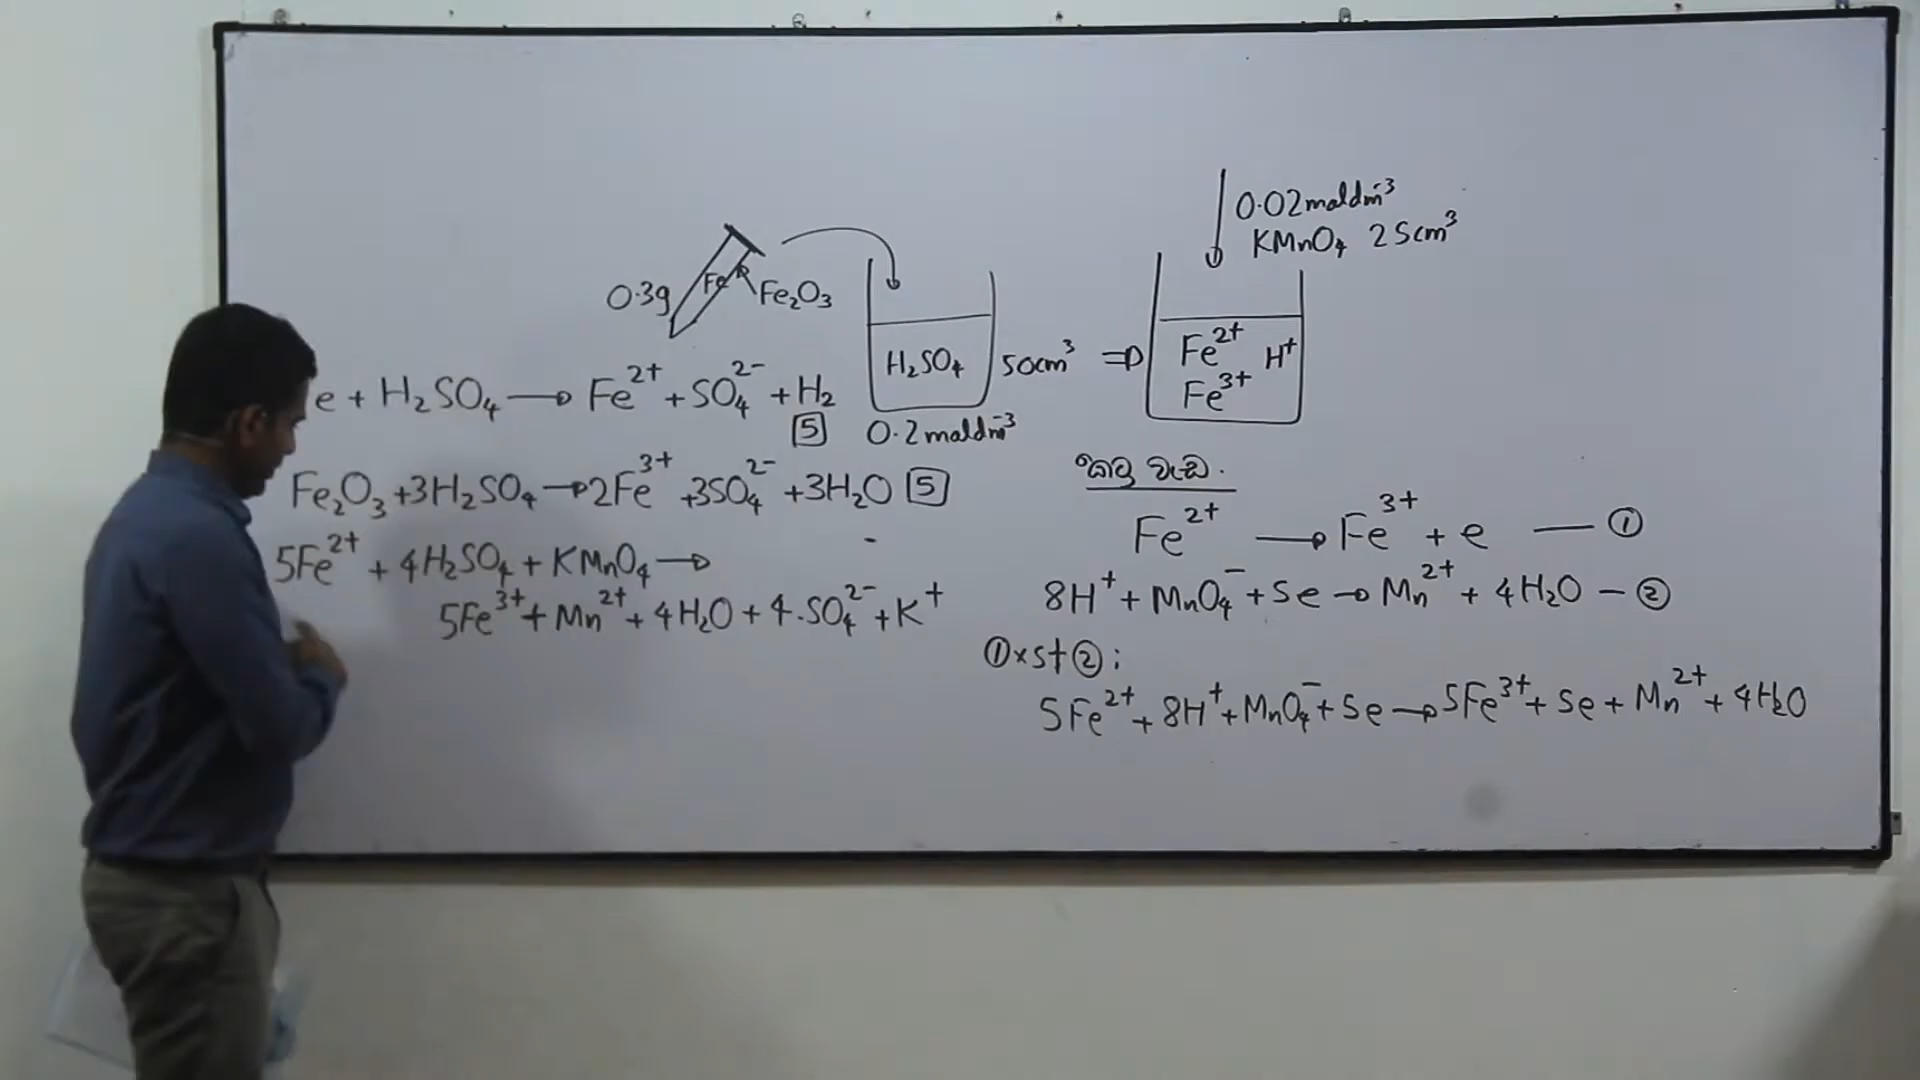 0.02moldm⁻³
KMnO₄ 25cm³
0.3g
Fe
Fe₂O₃
H₂SO₄
50cm³
0.2moldm⁻³
Fe²⁺ H⁺
Fe³⁺
e + H₂SO₄ → Fe²⁺ + SO₄²⁻ + H₂
5
Fe₂O₃ + 3H₂SO₄ → 2Fe³⁺ + 3SO₄²⁻ + 3H₂O 5
5Fe²⁺ + 4H₂SO₄ + KMnO₄ →
5Fe³⁺ + Mn²⁺ + 4H₂O + 4.SO₄²⁻ + K⁺
කටු වැඩ.
Fe²⁺ → Fe³⁺ + e — ①
8H⁺ + MnO₄⁻ + 5e → Mn²⁺ + 4H₂O – ②
①×5+②;
5Fe²⁺ + 8H⁺ + MnO₄⁻ + 5e → 5Fe³⁺ + 5e + Mn²⁺ + 4H₂O